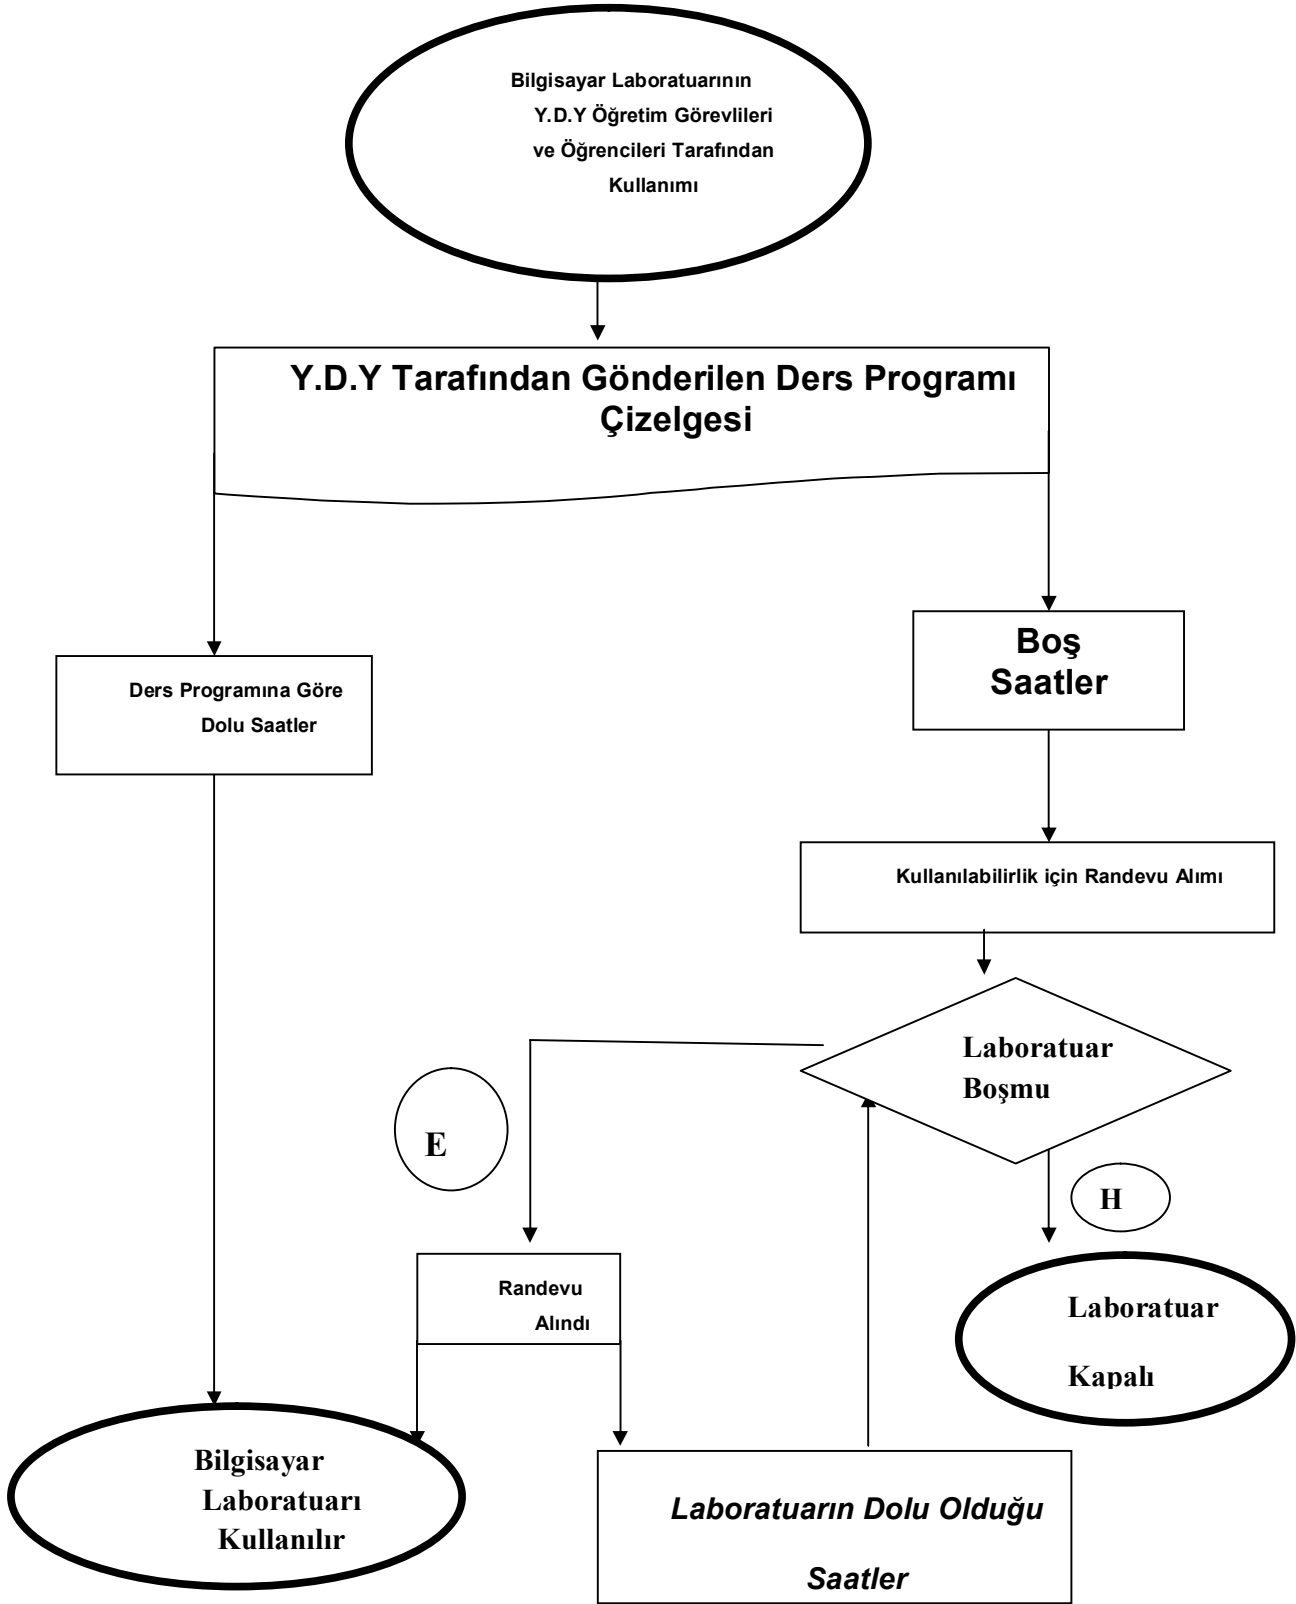 Bilgisayar Laboratuarının
Y.D.Y Öğretim Görevlileri
ve Öğrencileri Tarafından
Kullanımı
Y.D.Y Tarafından Gönderilen Ders Programı
Çizelgesi
Boş
Saatler
Ders Programına Göre
Dolu Saatler
Kullanılabilirlik için Randevu Alımı
Laboratuar
Boşmu
E
H
Randevu
Alındı
Laboratuar
Kapalı
Bilgisayar
Laboratuarı
Kullanılır
Laboratuarın Dolu Olduğu
Saatler